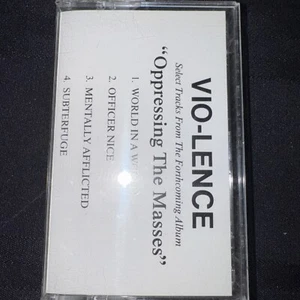 VIO-LENCE
Select Tracks From The Forthcoming Album
“Oppressing The Masses”
1. WORLD IN A
2. OFFICER NICE
3. MENTALLY AFFLICTED
4. SUBTERFUGE